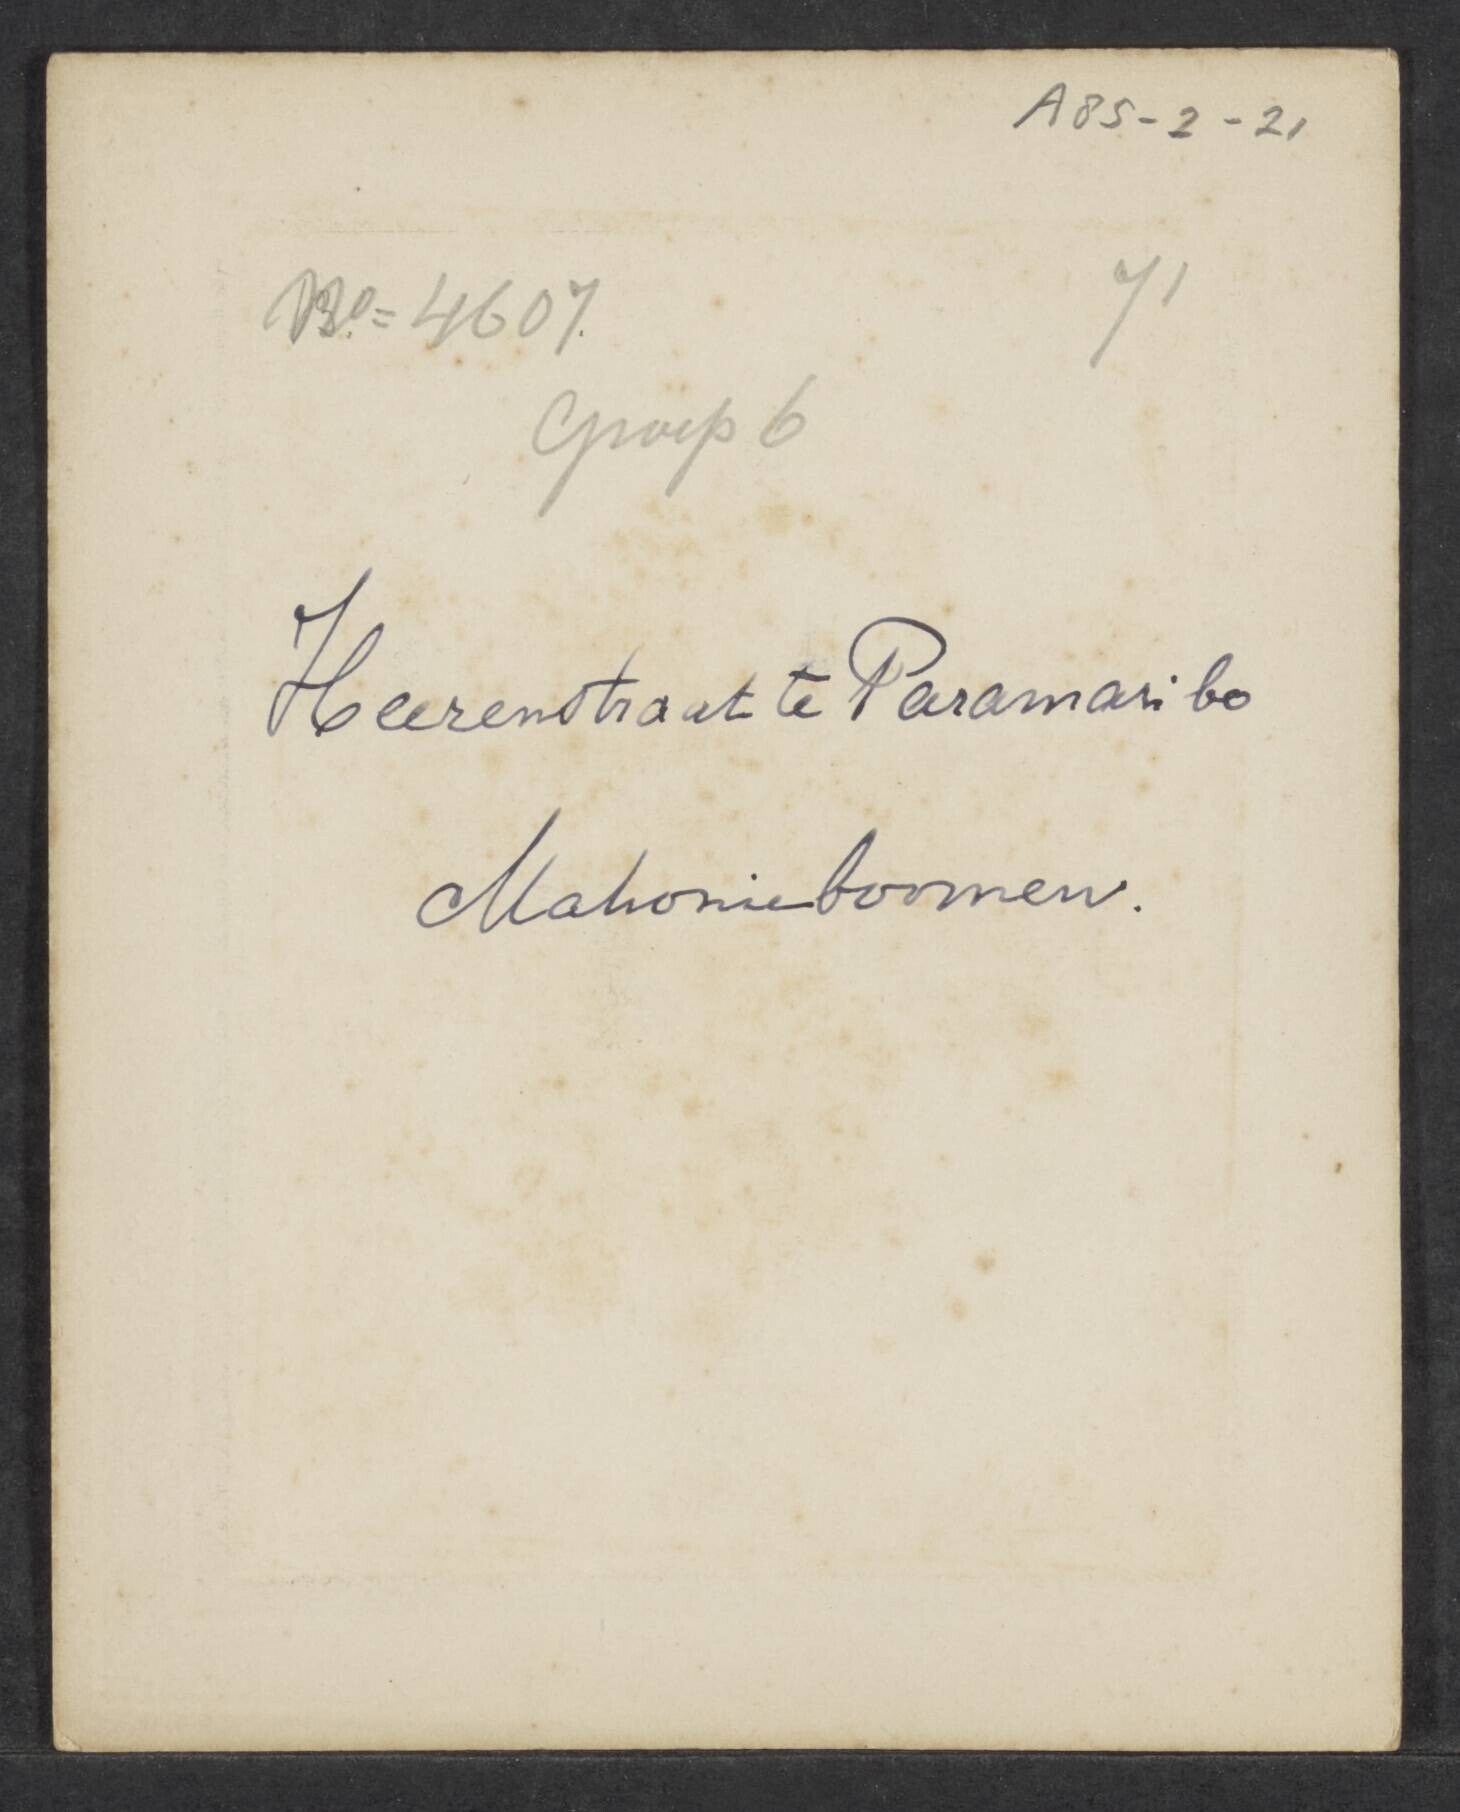 A85-2-21
No= 4607.
71
Groep 6
Heerenstraat te Paramaribo
Mahonieboomen.